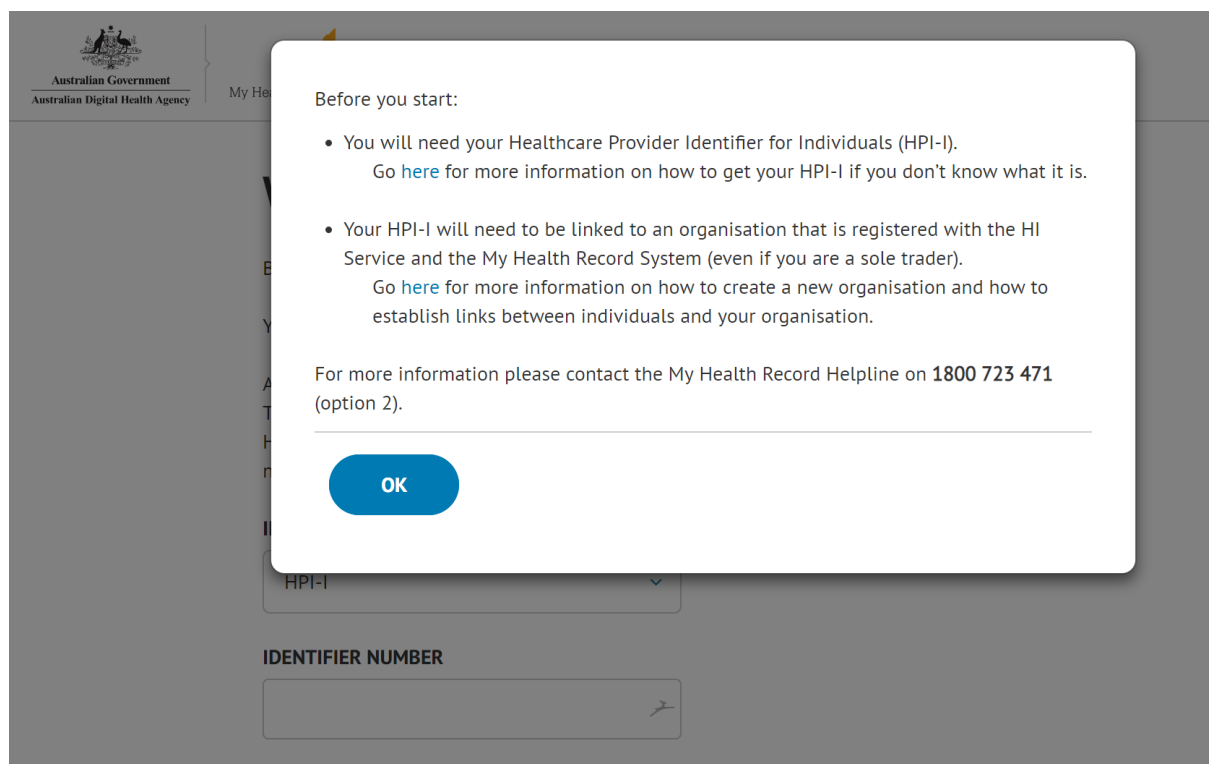 Australian Government
Australian Digital Health Agency
My He
Before you start:
• You will need your Healthcare Provider Identifier for Individuals (HPI-I).
Go here for more information on how to get your HPI-I if you don’t know what it is.
• Your HPI-I will need to be linked to an organisation that is registered with the HI
Service and the My Health Record System (even if you are a sole trader).
Go here for more information on how to create a new organisation and how to
establish links between individuals and your organisation.
For more information please contact the My Health Record Helpline on 1800 723 471
(option 2).
OK
HPI-I
IDENTIFIER NUMBER